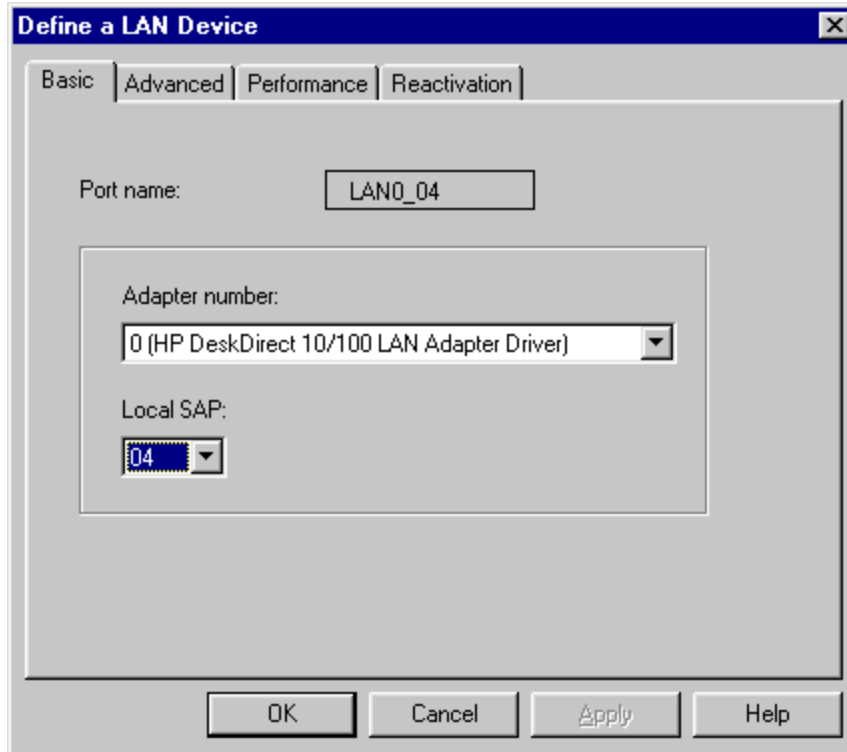 Define a LAN Device
Basic Advanced Performance Reactivation
Port name: LAN0_04
Adapter number:
0 (HP DeskDirect 10/100 LAN Adapter Driver)
Local SAP:
04
OK Cancel Apply Help